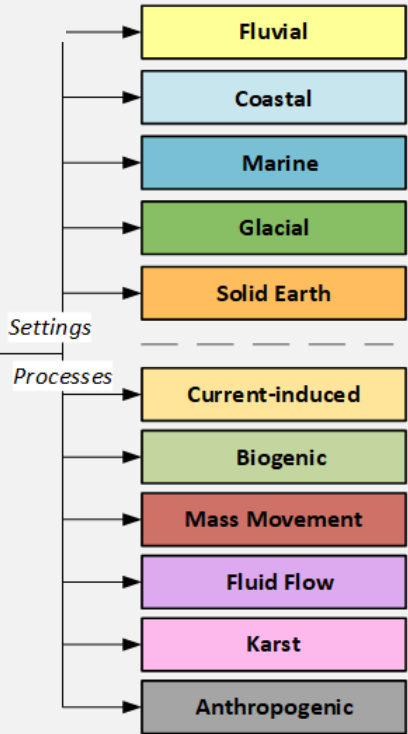 Fluvial
Coastal
Marine
Glacial
Solid Earth
Settings
Processes
Current-induced
Biogenic
Mass Movement
Fluid Flow
Karst
Anthropogenic